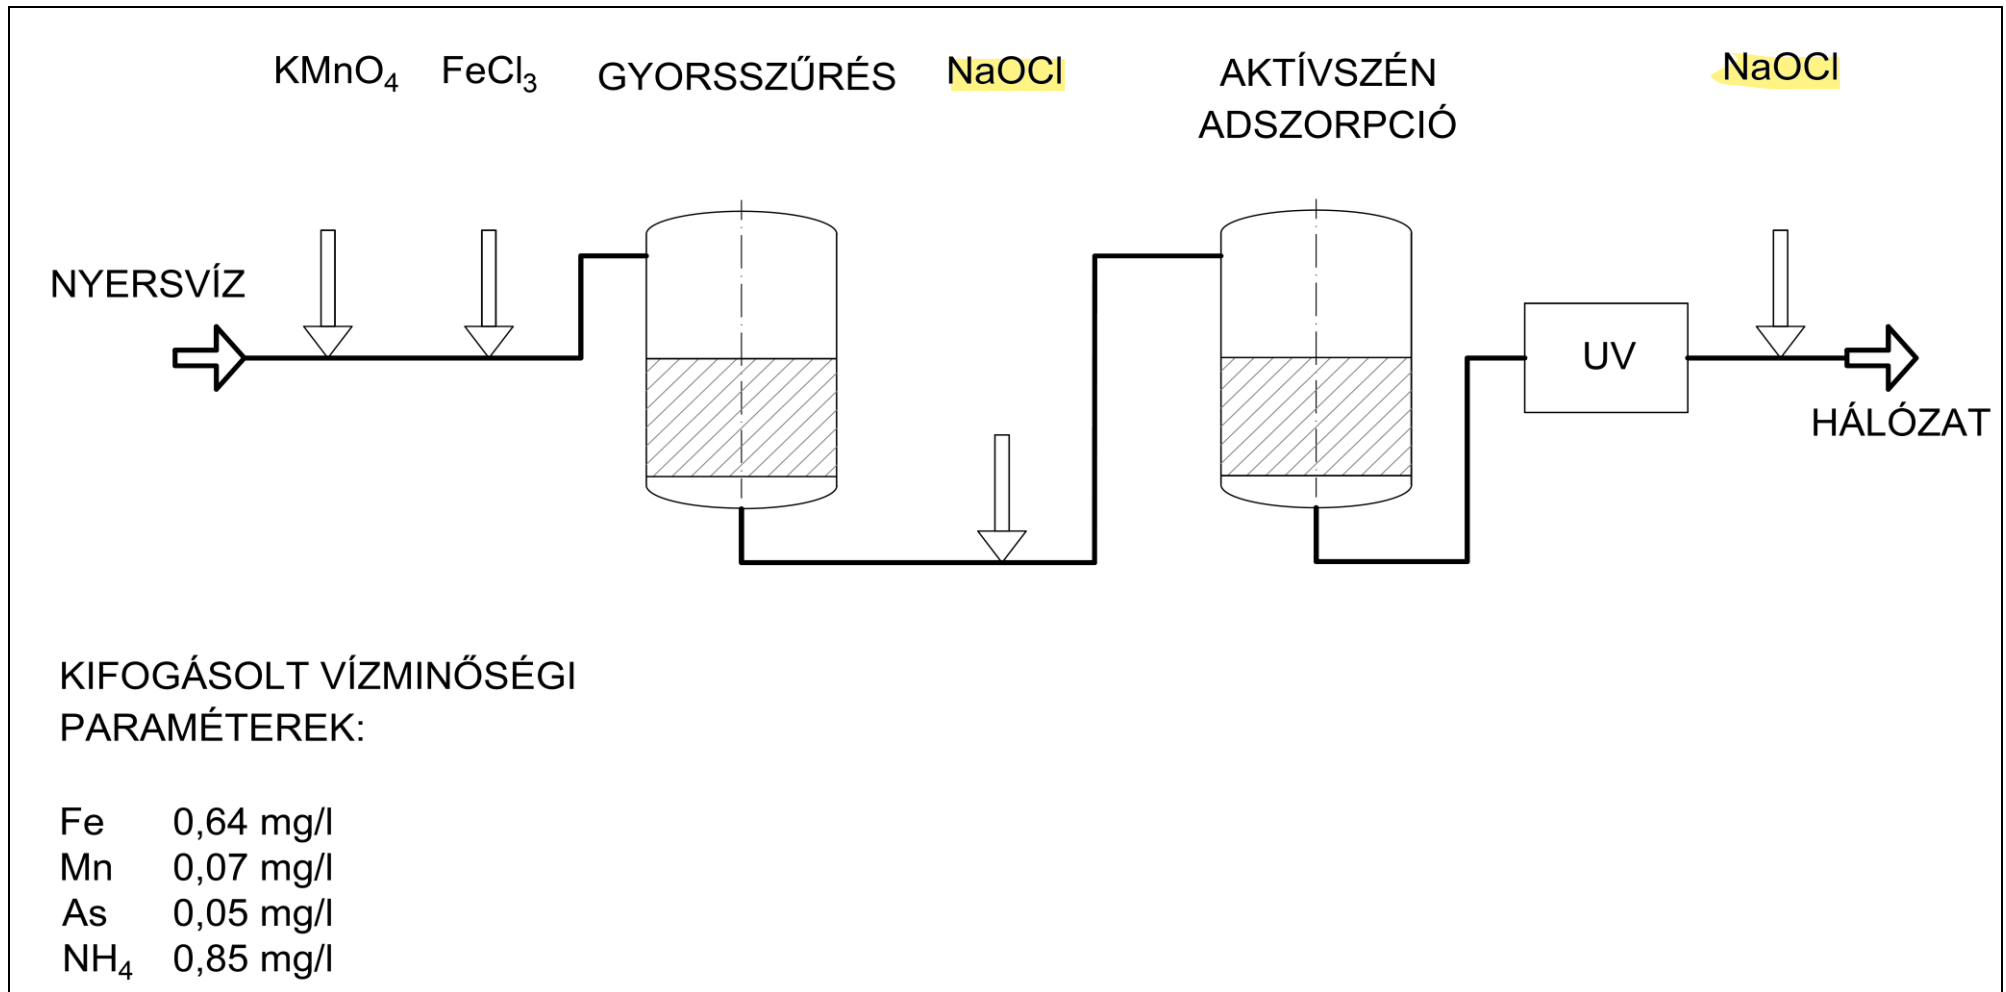 KMnO₄ FeCl₃ GYORSSZŰRÉS NaOCl AKTÍVSZÉN NaOCl
ADSZORPCIÓ
NYERSVÍZ
UV
HÁLÓZAT
KIFOGÁSOLT VÍZMINŐSÉGI
PARAMÉTEREK:
Fe 0,64 mg/l
Mn 0,07 mg/l
As 0,05 mg/l
NH₄ 0,85 mg/l